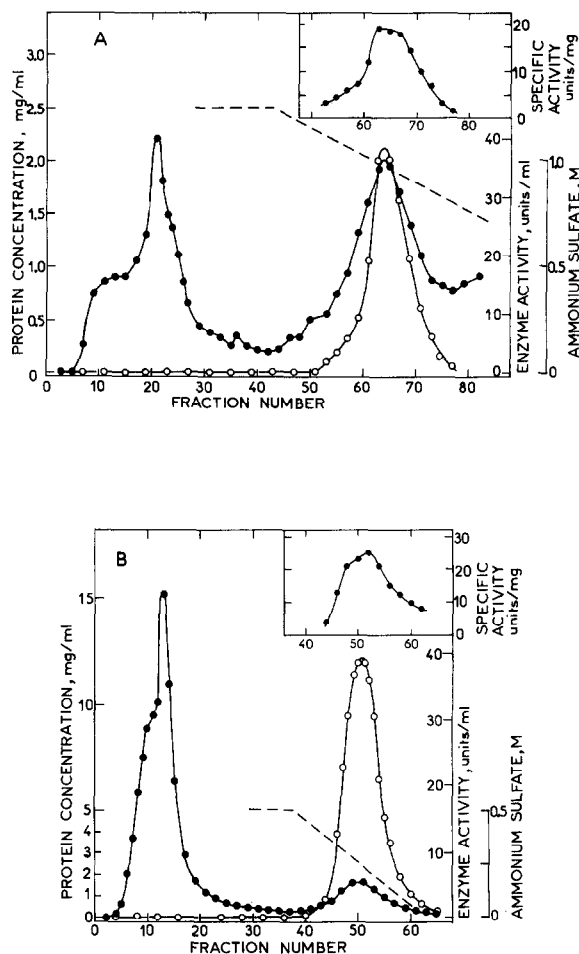 A
PROTEIN CONCENTRATION, mg/ml
3.0
2.5
2.0
1.5
1.0
0.5
0
0 10 20 30 40 50 60 70 80
FRACTION NUMBER
20
10
0
SPECIFIC
ACTIVITY
units/mg
60 70 80
40
30
20
10
0
ENZYME ACTIVITY, units/ml
1.0
0.5
0
AMMONIUM SULFATE, M
B
PROTEIN CONCENTRATION, mg/ml
15
10
5
4
3
2
1
0
0 10 20 30 40 50 60
FRACTION NUMBER
30
20
10
0
SPECIFIC
ACTIVITY
units/mg
40 50 60
40
30
20
10
0
ENZYME ACTIVITY, units/ml
0.5
0
AMMONIUM SULFATE, M